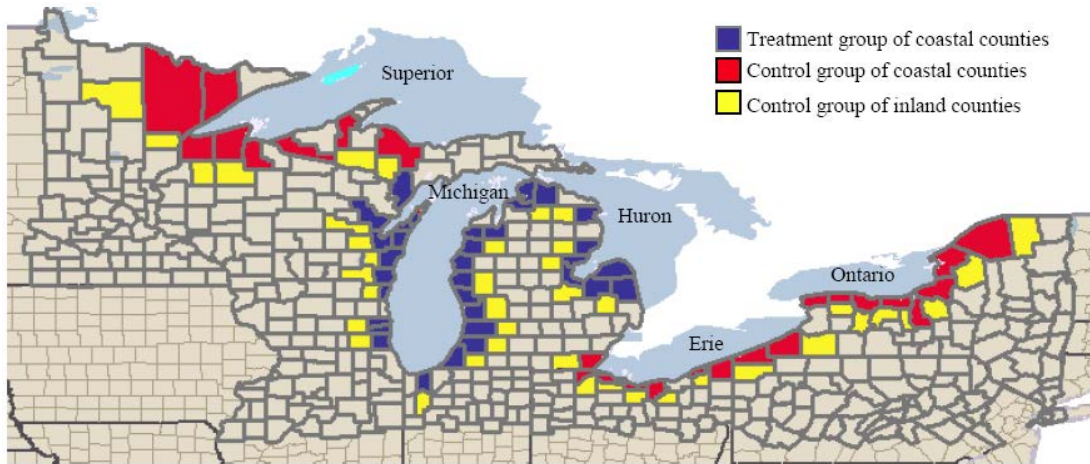 Treatment group of coastal counties
Control group of coastal counties
Control group of inland counties
Superior
Michigan
Huron
Ontario
Erie